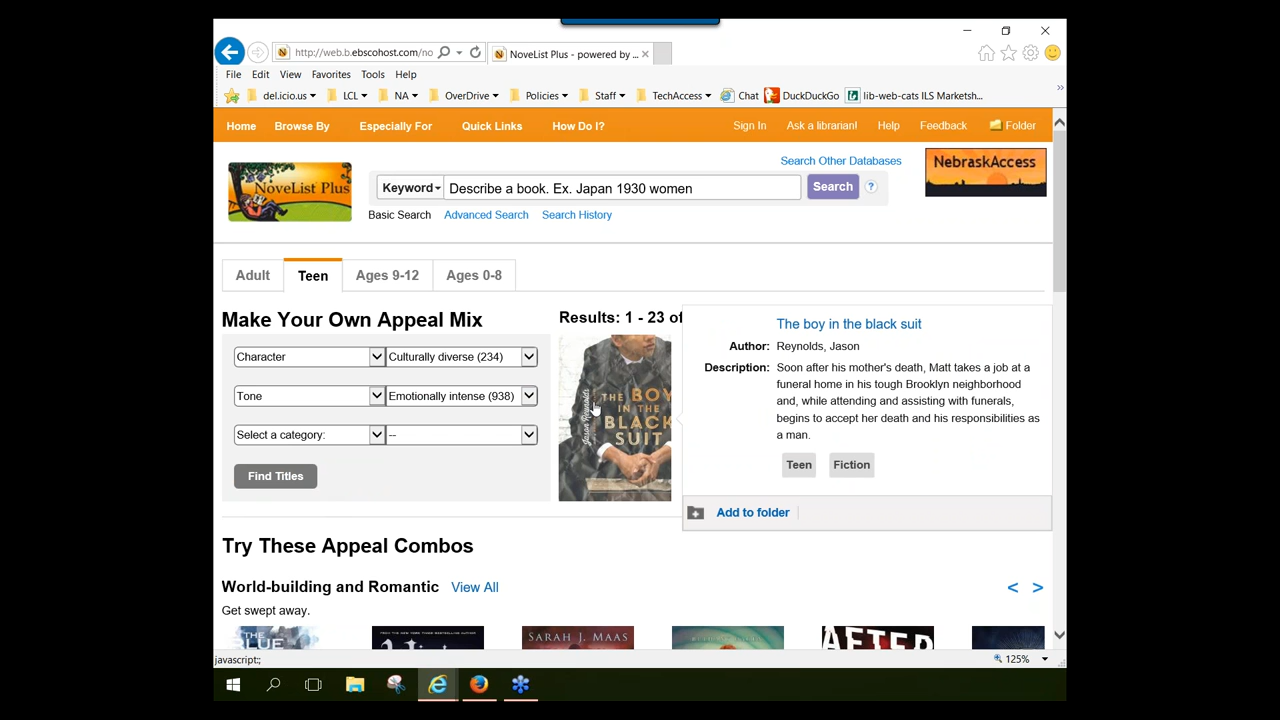 http://web.b.ebscohost.com/no
NoveList Plus - powered by ...
File Edit View Favorites Tools Help
del.icio.us LCL NA OverDrive Policies Staff TechAccess Chat DuckDuckGo lib-web-cats ILS Marketsh...
Home Browse By Especially For Quick Links How Do I? Sign In Ask a librarian! Help Feedback Folder
Search Other Databases
NoveList Plus
Keyword Describe a book. Ex. Japan 1930 women Search ?
NebraskAccess
Basic Search Advanced Search Search History
Adult Teen Ages 9-12 Ages 0-8
Make Your Own Appeal Mix
Character Culturally diverse (234)
Tone Emotionally intense (938)
Select a category: --
Find Titles
Results: 1 - 23 of
Jason Reynolds
THE BOY
IN THE
BLACK
SUIT
The boy in the black suit
Author: Reynolds, Jason
Description: Soon after his mother's death, Matt takes a job at a
funeral home in his tough Brooklyn neighborhood
and, while attending and assisting with funerals,
begins to accept her death and his responsibilities as
a man.
Teen Fiction
Add to folder
Try These Appeal Combos
World-building and Romantic View All < >
Get swept away.
THE
BLUE
SARAH J. MAAS
AFTER
javascript:;
125%